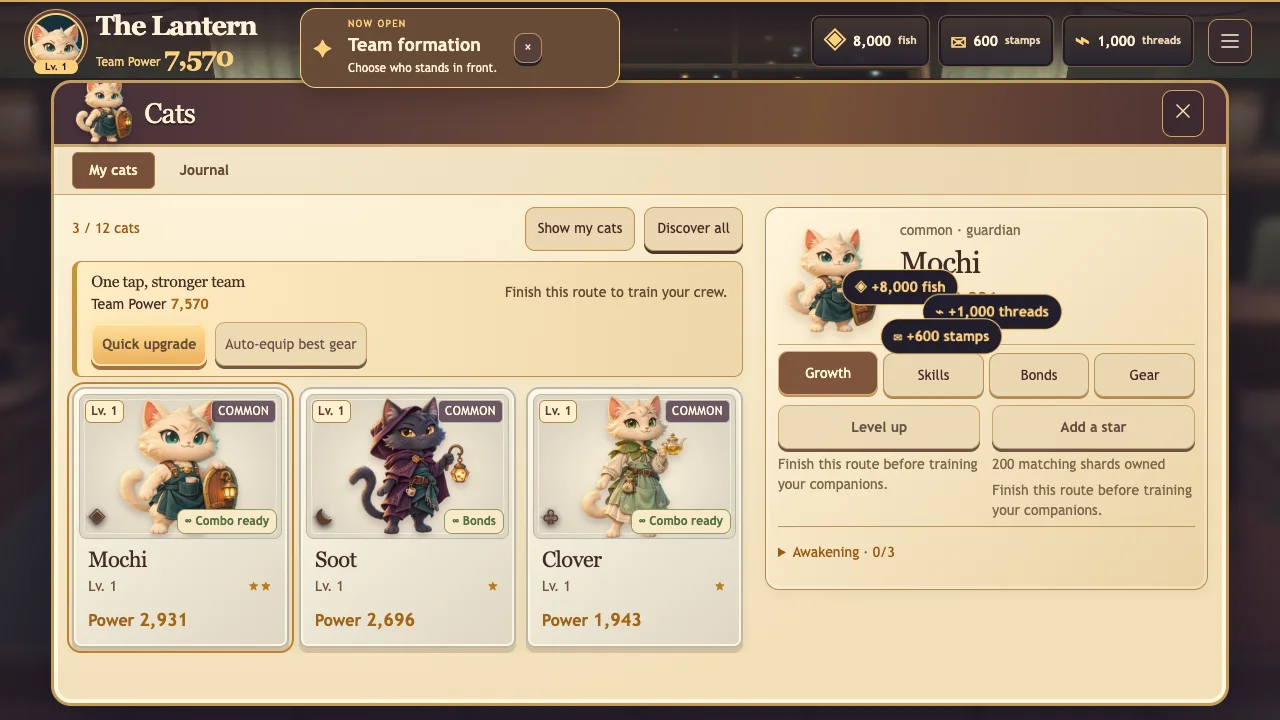 The Lantern
Team Power 7,570
Lv. 1
NOW OPEN
Team formation
Choose who stands in front.
×
8,000 fish
600 stamps
1,000 threads
Cats
My cats
Journal
3 / 12 cats
Show my cats
Discover all
One tap, stronger team
Team Power 7,570
Finish this route to train your crew.
Quick upgrade
Auto-equip best gear
Lv. 1
COMMON
∞ Combo ready
Mochi
Lv. 1
★★
Power 2,931
Lv. 1
COMMON
∞ Bonds
Soot
Lv. 1
★
Power 2,696
Lv. 1
COMMON
∞ Combo ready
Clover
Lv. 1
★
Power 1,943
common · guardian
Mochi
+8,000 fish
+1,000 threads
+600 stamps
Growth
Skills
Bonds
Gear
Level up
Add a star
Finish this route before training
your companions.
200 matching shards owned
Finish this route before training
your companions.
Awakening · 0/3